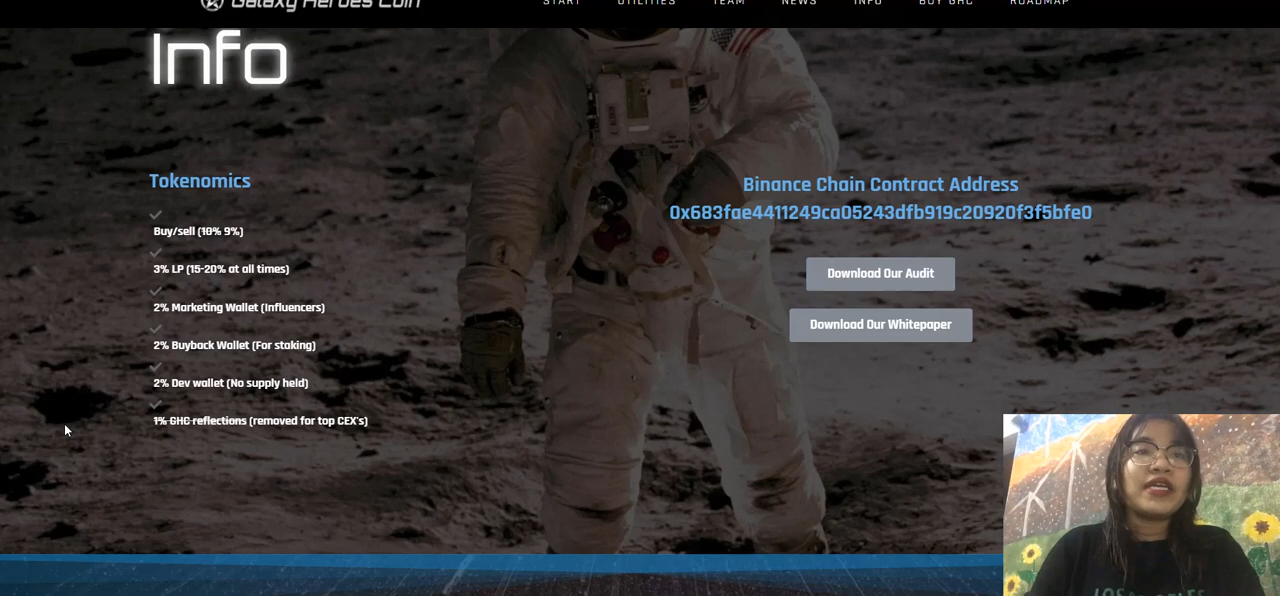 Galaxy Heroes Coin
START UTILITIES TEAM NEWS INFO BUY GHC ROADMAP
Info
Tokenomics
Buy/sell (10% 9%)
3% LP (15-20% at all times)
2% Marketing Wallet (Influencers)
2% Buyback Wallet (For staking)
2% Dev wallet (No supply held)
1% GHC reflections (removed for top CEX's)
Binance Chain Contract Address
0x683fae4411249ca05243dfb919c20920f3f5bfe0
Download Our Audit
Download Our Whitepaper
LOS ANGELES